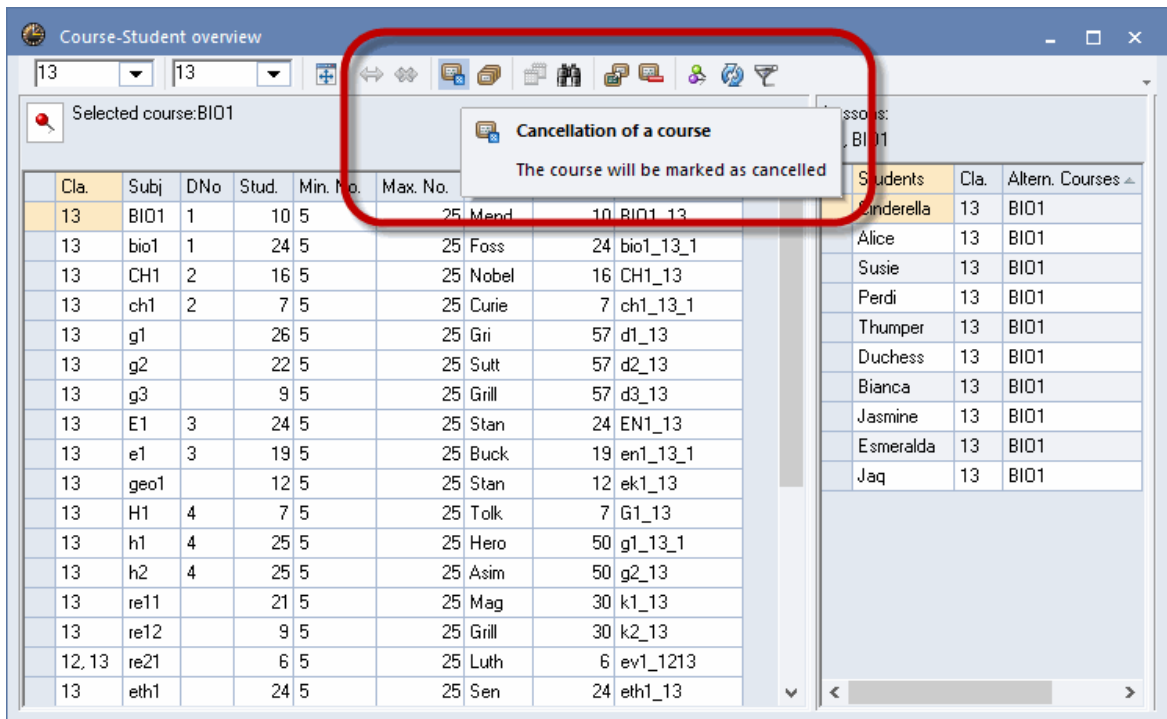 Course-Student overview
13 13
Selected course:BIO1
Cancellation of a course
The course will be marked as cancelled
, BIO1
Cla. Subj DNo Stud. Min. No. Max. No.
13 BIO1 1 10 5 25 Mend 10 BIO1_13
13 bio1 1 24 5 25 Foss 24 bio1_13_1
13 CH1 2 16 5 25 Nobel 16 CH1_13
13 ch1 2 7 5 25 Curie 7 ch1_13_1
13 g1 26 5 25 Gri 57 d1_13
13 g2 22 5 25 Sutt 57 d2_13
13 g3 9 5 25 Grill 57 d3_13
13 E1 3 24 5 25 Stan 24 EN1_13
13 e1 3 19 5 25 Buck 19 en1_13_1
13 geo1 12 5 25 Stan 12 ek1_13
13 H1 4 7 5 25 Tolk 7 G1_13
13 h1 4 25 5 25 Hero 50 g1_13_1
13 h2 4 25 5 25 Asim 50 g2_13
13 re11 21 5 25 Mag 30 k1_13
13 re12 9 5 25 Grill 30 k2_13
12, 13 re21 6 5 25 Luth 6 ev1_1213
13 eth1 24 5 25 Sen 24 eth1_13
Students Cla. Altern. Courses
Cinderella 13 BIO1
Alice 13 BIO1
Susie 13 BIO1
Perdi 13 BIO1
Thumper 13 BIO1
Duchess 13 BIO1
Bianca 13 BIO1
Jasmine 13 BIO1
Esmeralda 13 BIO1
Jaq 13 BIO1